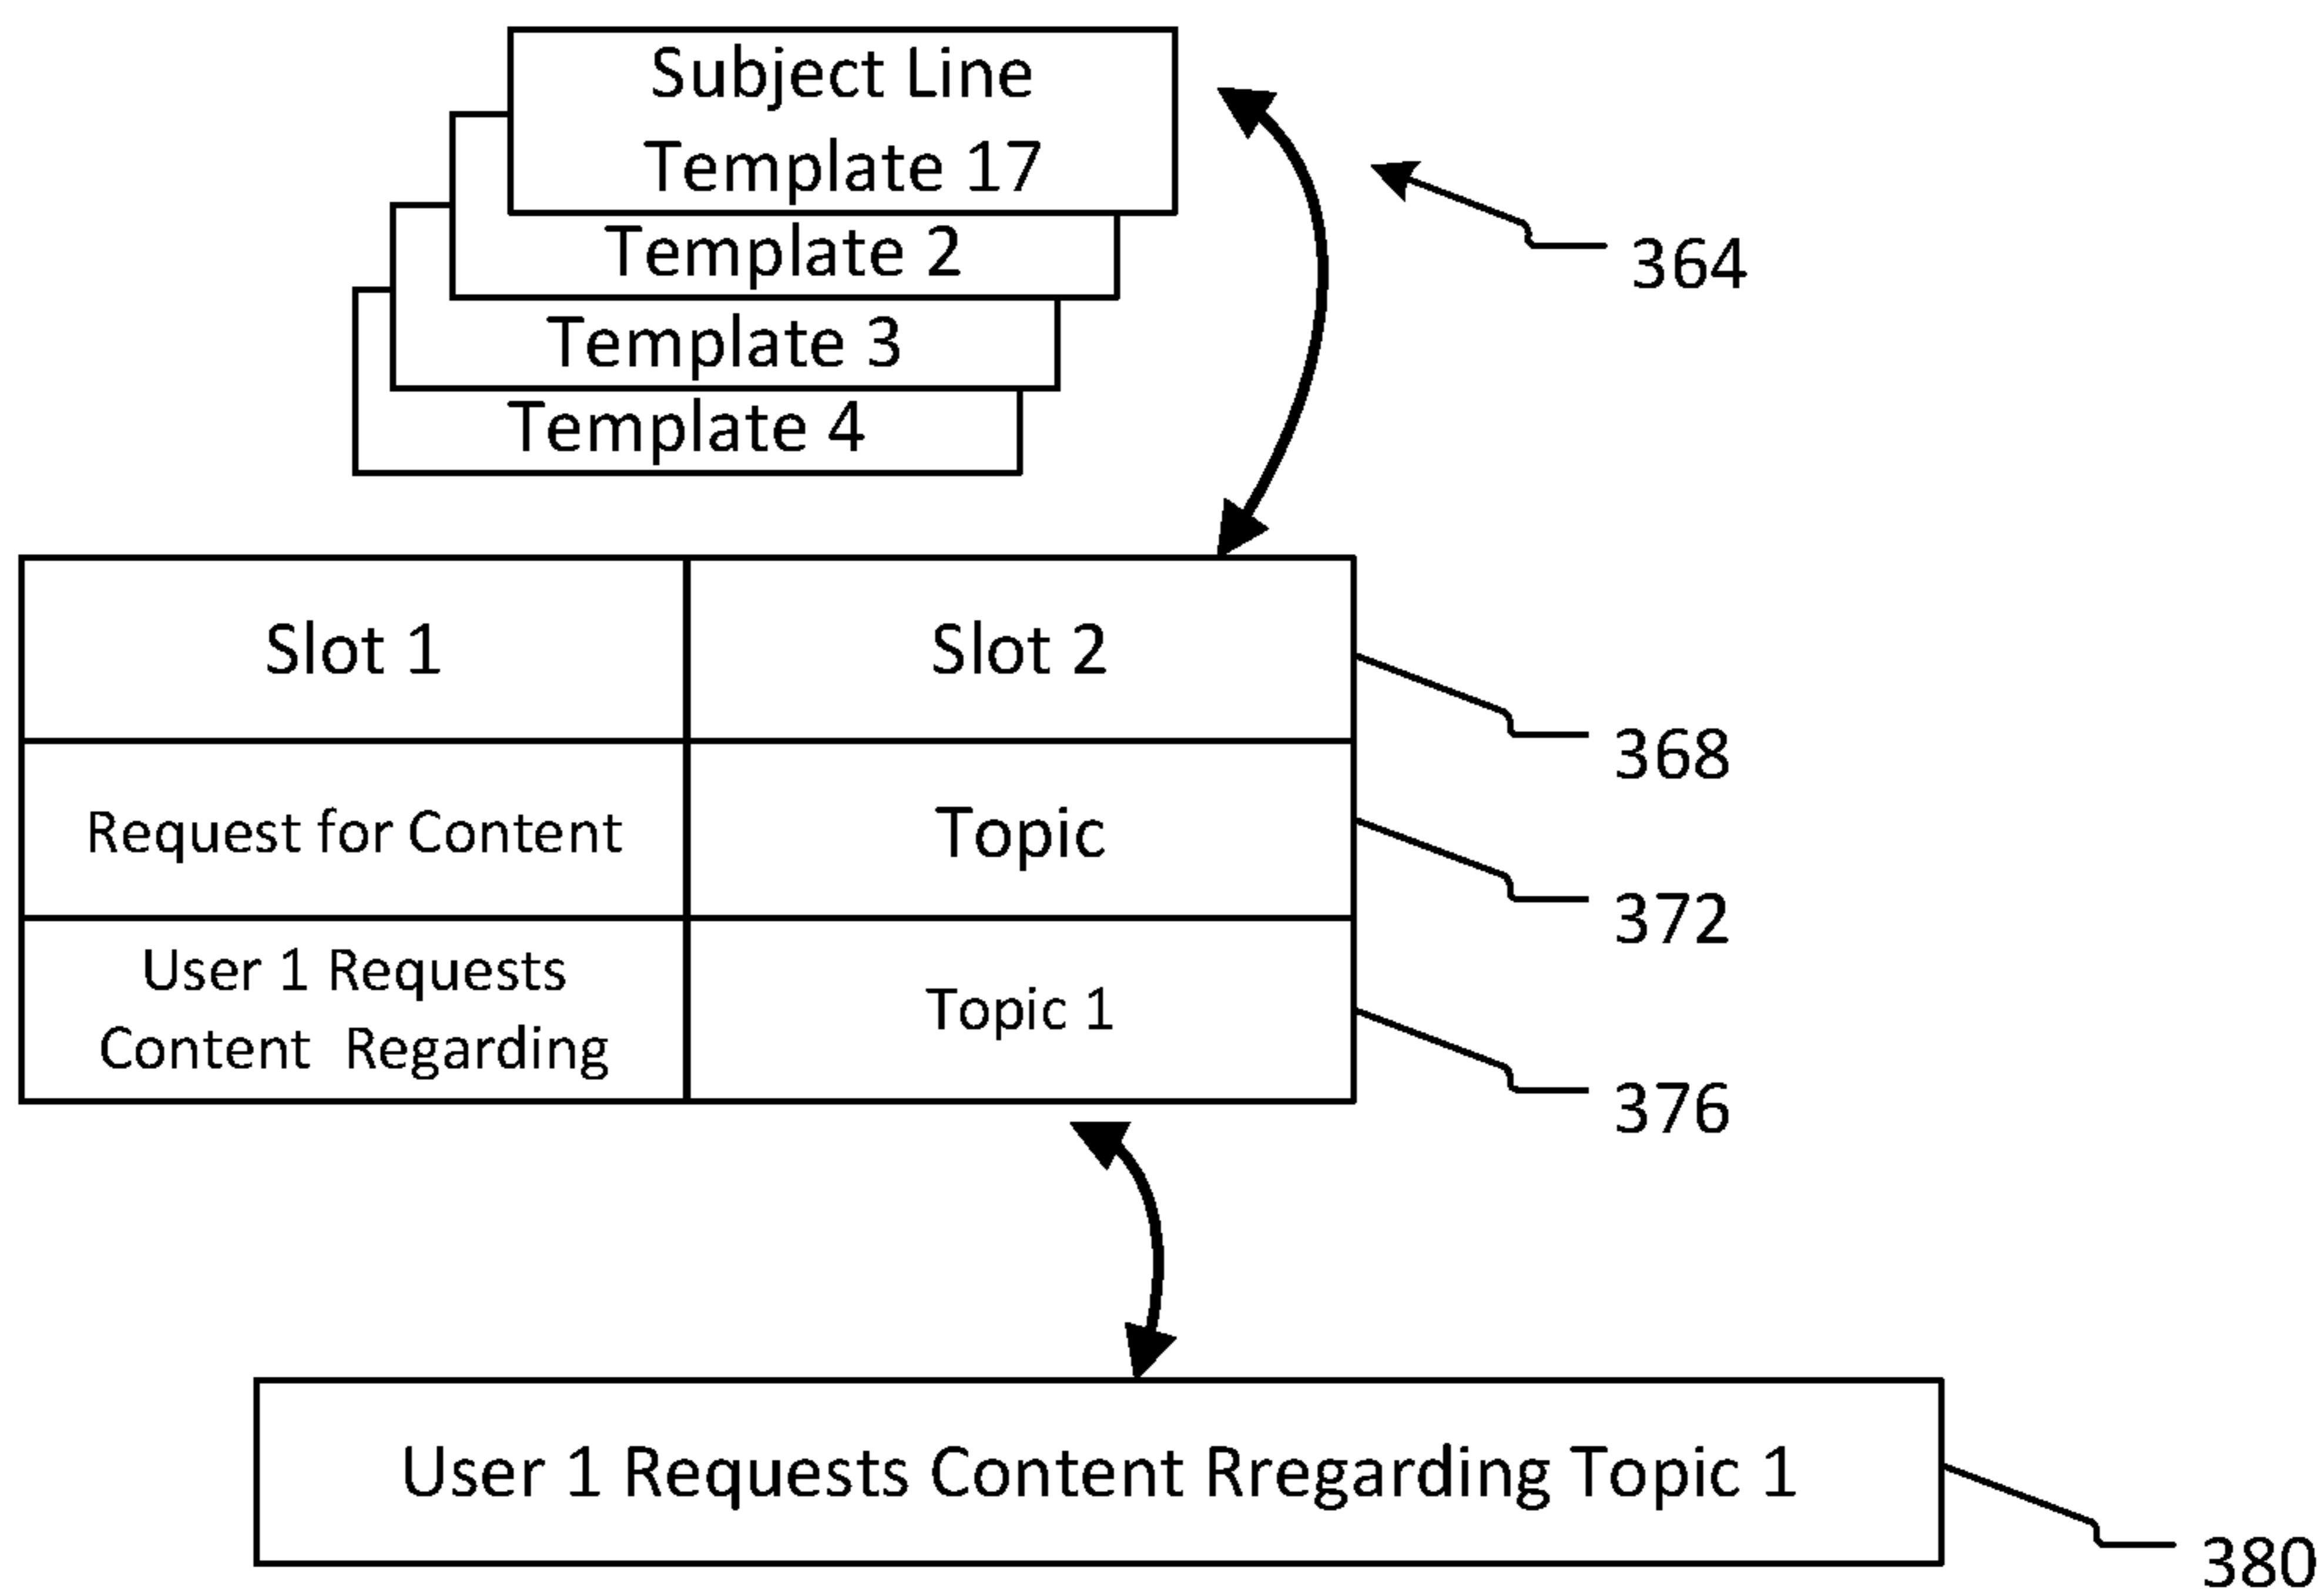 Subject Line
Template 17
Template 2
364
Template 3
Template 4
Slot 1
Slot 2
368
Request for Content
Topic
372
User 1 Requests
Content Regarding
Topic 1
376
User 1 Requests Content Rregarding Topic 1
380